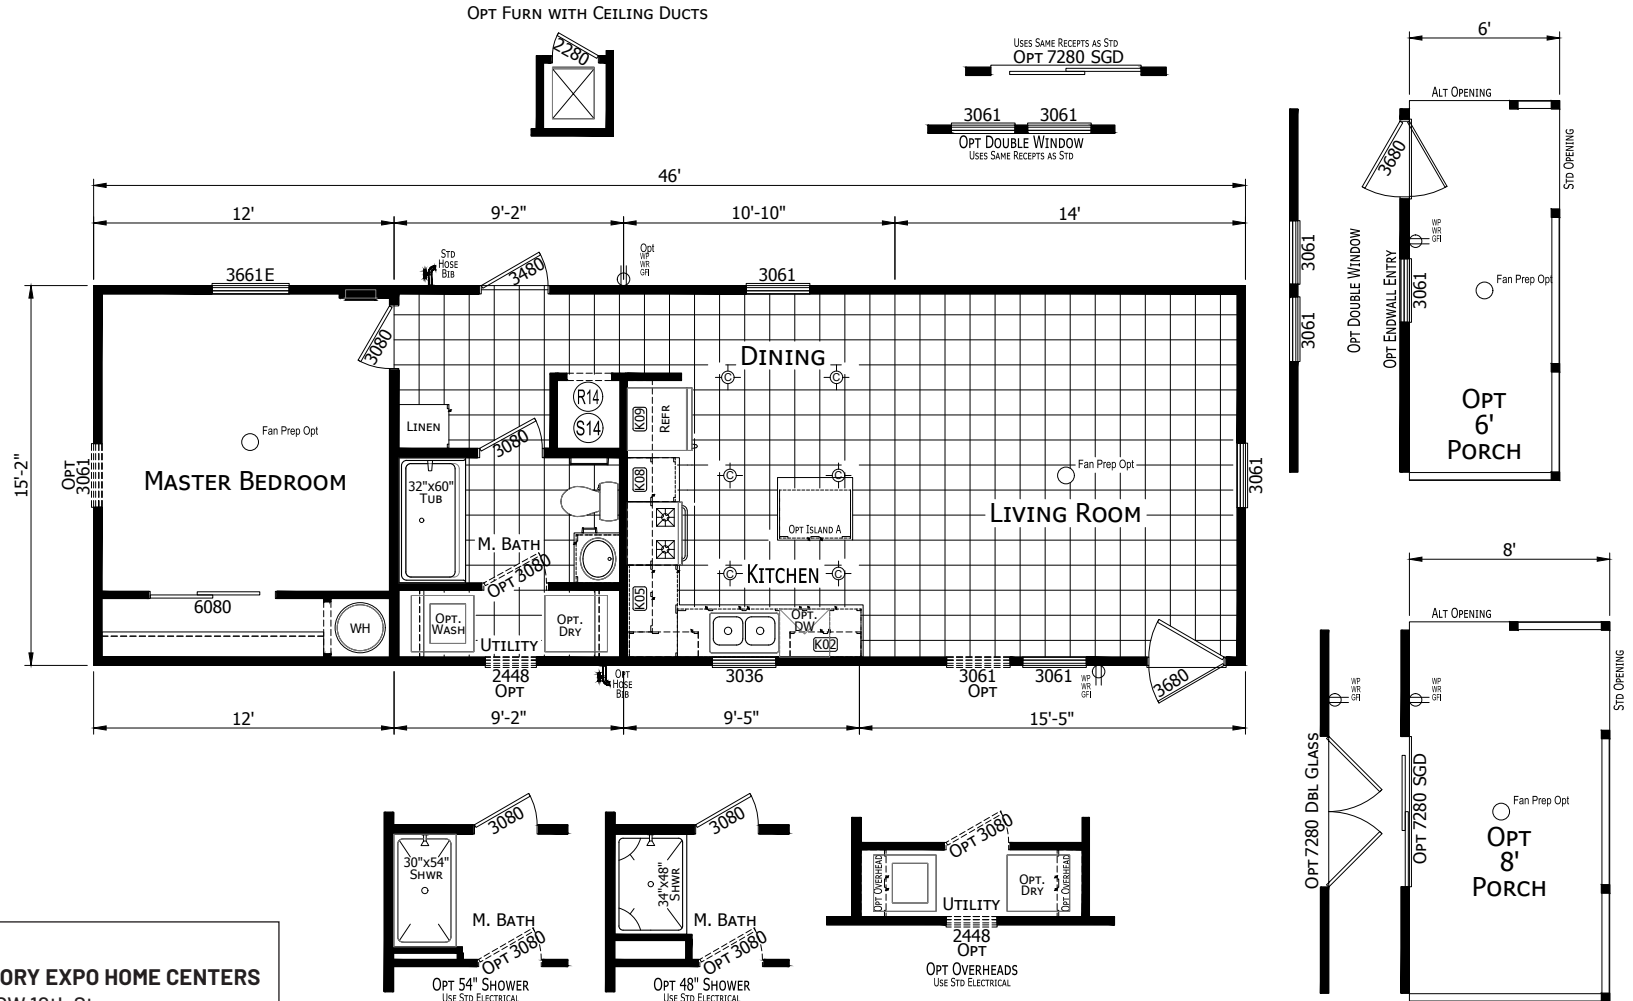 OPT FURN WITH CEILING DUCTS
2280
USES SAME RECEPTS AS STD
OPT 7280 SGD
3061 3061
OPT DOUBLE WINDOW
USES SAME RECEPTS AS STD
46'
12' 9'-2" 10'-10" 14'
STD
HOSE
BIB
Opt
WP
WR
GFI
3661E
3480
3061
3080
DINING
C C
R14
S14
LINEN
K09
REFR
Fan Prep Opt
OPT
3061
15'-2"
MASTER BEDROOM
3080
32"x60"
TUB
K08
C C
Fan Prep Opt
3061
OPT ISLAND A
LIVING ROOM
M. BATH
OPT 3080
KITCHEN
C C
6080
WH
OPT.
WASH
UTILITY
OPT.
DRY
K05
OPT.
DW
K02
2448
OPT
OPT
HOSE
BIB
3036
3061
OPT
3061
WP
WR
GFI
3680
12' 9'-2" 9'-5" 15'-5"
3061
3061
OPT DOUBLE WINDOW
6'
ALT OPENING
STD OPENING
3680
WP
WR
GFI
3061
OPT ENDWALL ENTRY
Fan Prep Opt
OPT
6'
PORCH
8'
ALT OPENING
STD OPENING
WP
WR
GFI
WP
WR
GFI
OPT 7280 DBL GLASS
OPT 7280 SGD
Fan Prep Opt
OPT
8'
PORCH
3080
30"x54"
SHWR
M. BATH
OPT 3080
OPT 54" SHOWER
USE STD ELECTRICAL
3080
34"x48"
SHWR
M. BATH
OPT 3080
OPT 48" SHOWER
USE STD ELECTRICAL
OPT 3080
OPT OVERHEAD
OPT.
DRY
OPT OVERHEAD
UTILITY
2448
OPT
OPT OVERHEADS
USE STD ELECTRICAL
ORY EXPO HOME CENTERS